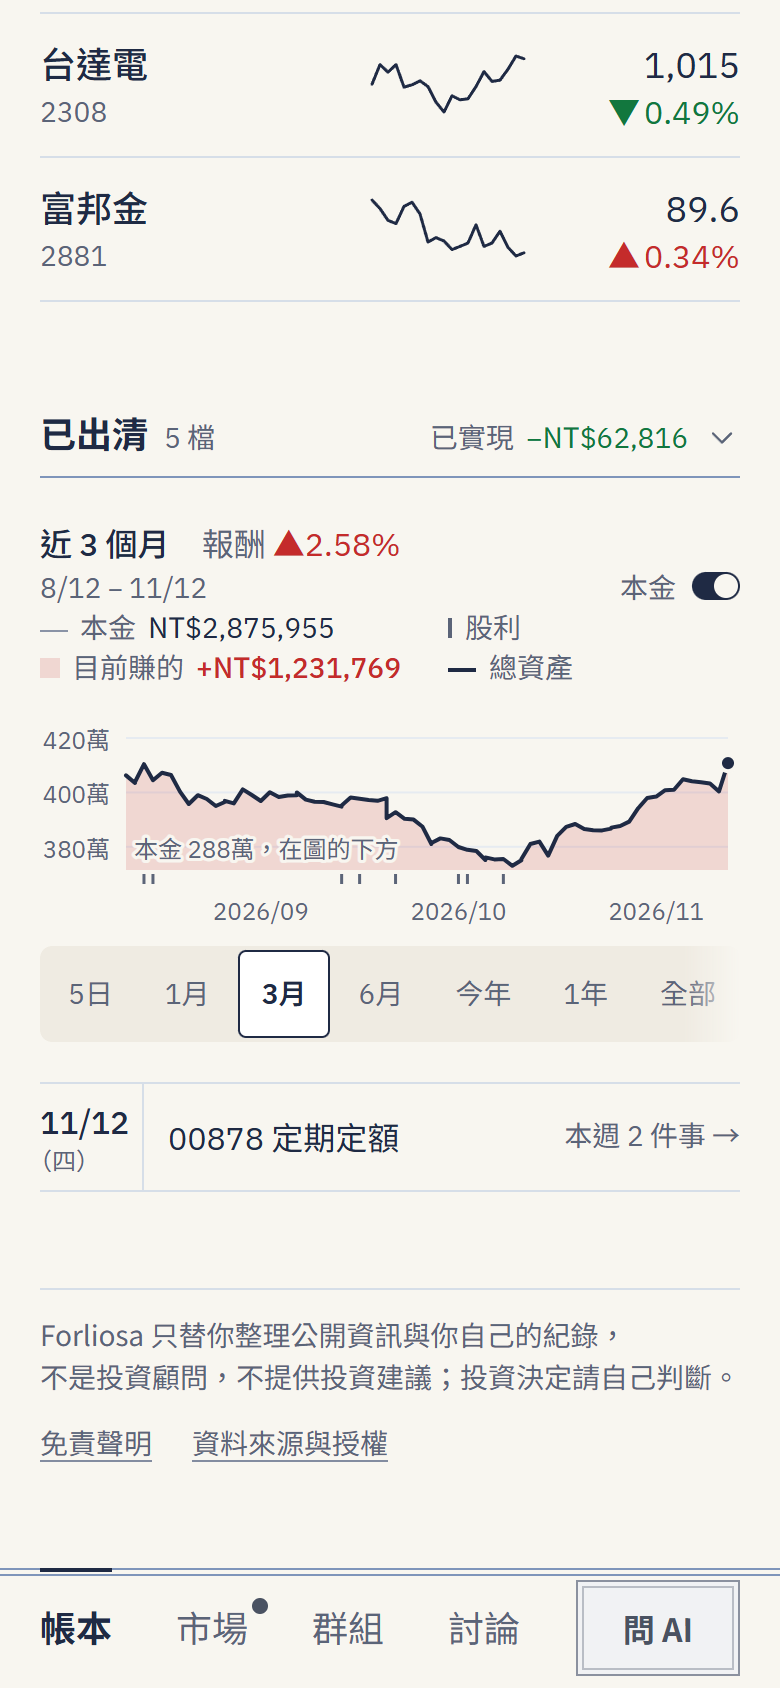 台達電
1,015
2308
▼0.49%
富邦金
89.6
2881
▲0.34%
已出清 5 檔
已實現 −NT$62,816
近 3 個月 報酬 ▲2.58%
8/12 – 11/12
本金
本金 NT$2,875,955
股利
目前賺的 +NT$1,231,769
總資產
420萬
400萬
380萬
本金 288萬，在圖的下方
2026/09 2026/10 2026/11
5日 1月 3月 6月 今年 1年 全部
11/12
（四）
00878 定期定額
本週 2 件事 →
Forliosa 只替你整理公開資訊與你自己的紀錄，
不是投資顧問，不提供投資建議；投資決定請自己判斷。
免責聲明 資料來源與授權
帳本 市場 群組 討論 問 AI